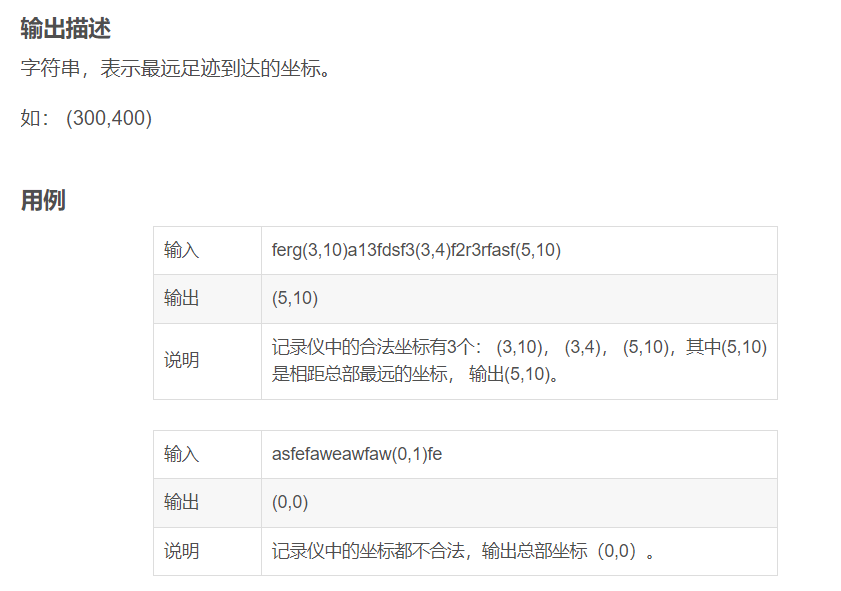 输出描述
字符串，表示最远足迹到达的坐标。
如： (300,400)
用例
输入 ferg(3,10)a13fdsf3(3,4)f2r3rfasf(5,10)
输出 (5,10)
说明 记录仪中的合法坐标有3个： (3,10)， (3,4)， (5,10)，其中(5,10)
是相距总部最远的坐标， 输出(5,10)。
输入 asfefaweawfaw(0,1)fe
输出 (0,0)
说明 记录仪中的坐标都不合法，输出总部坐标（0,0）。